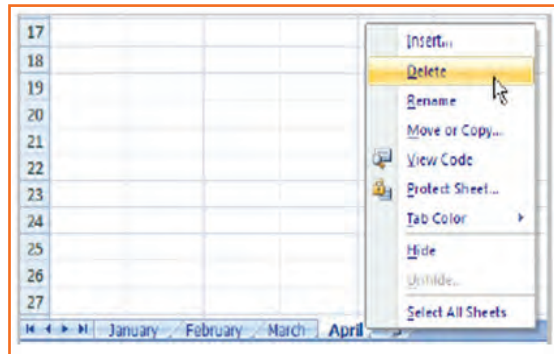 17
18
19
20
21
22
23
24
25
26
27
Insert...
Delete
Rename
Move or Copy...
View Code
Protect Sheet...
Tab Color
Hide
Unhide...
Select All Sheets
January February March April